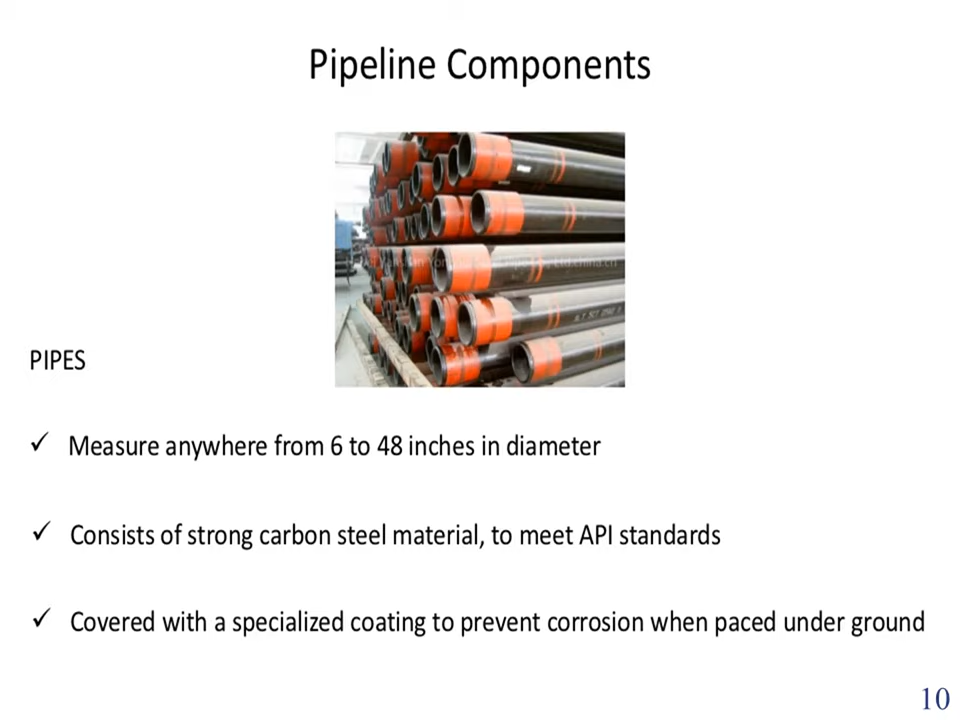 Pipeline Components
PIPES
✓ Measure anywhere from 6 to 48 inches in diameter
✓ Consists of strong carbon steel material, to meet API standards
✓ Covered with a specialized coating to prevent corrosion when paced under ground
10